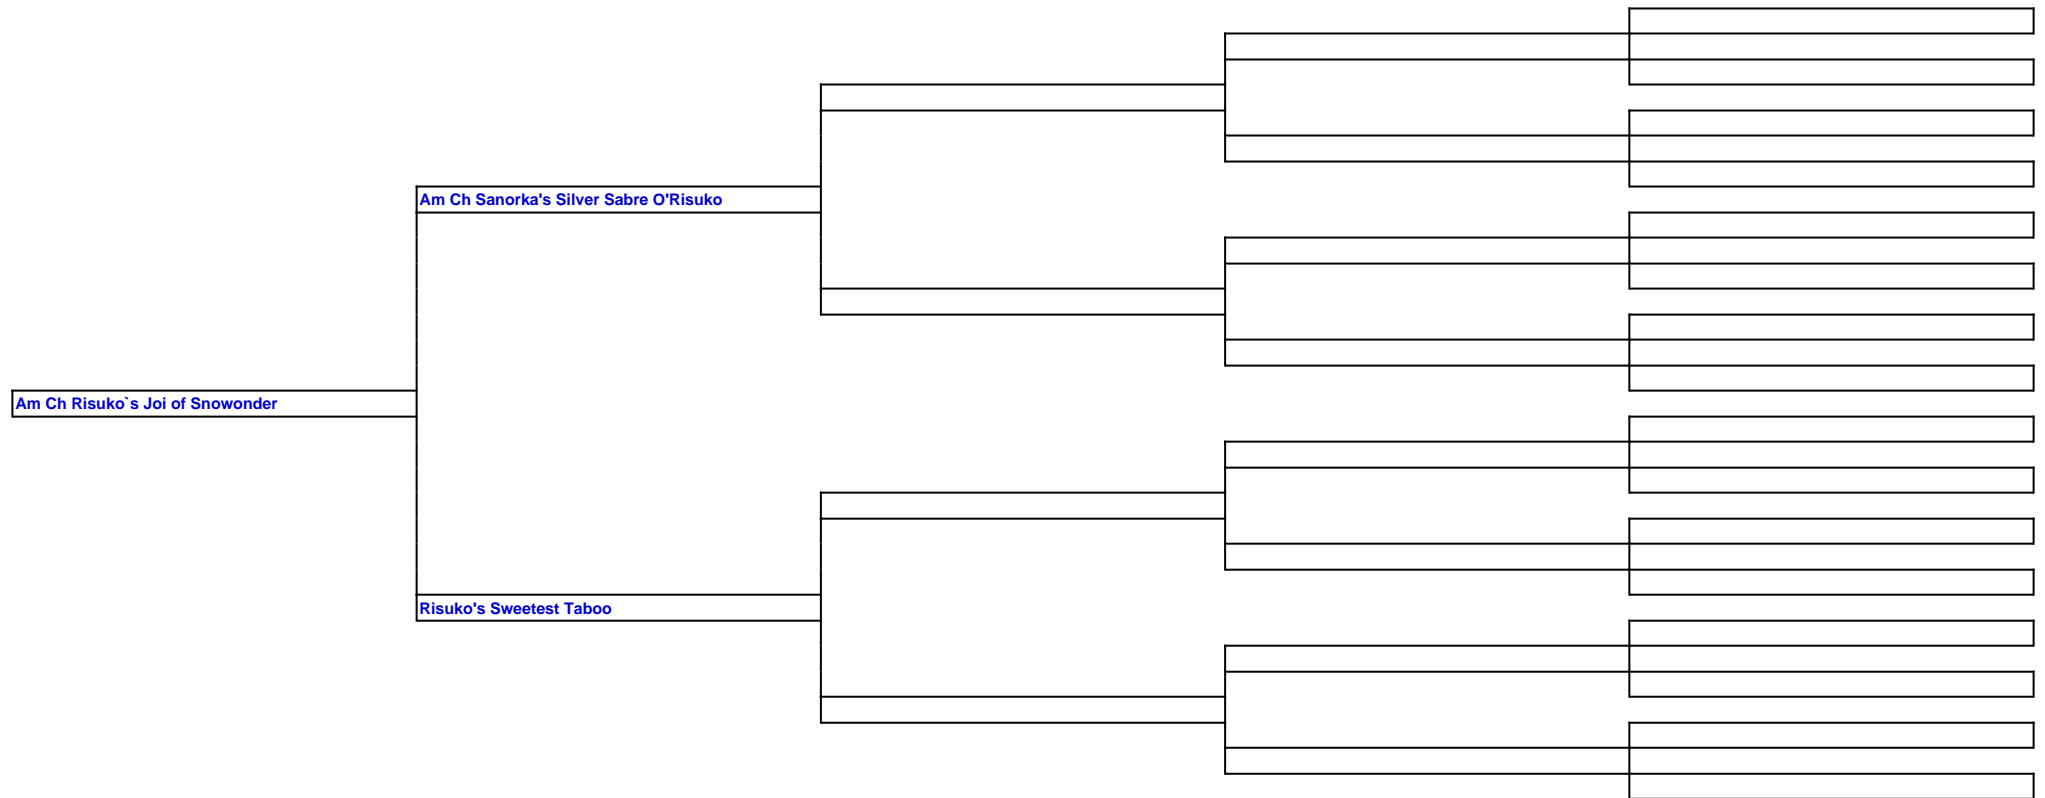 Am Ch Sanorka's Silver Sabre O'Risuko
Am Ch Risuko`s Joi of Snowonder
Risuko's Sweetest Taboo